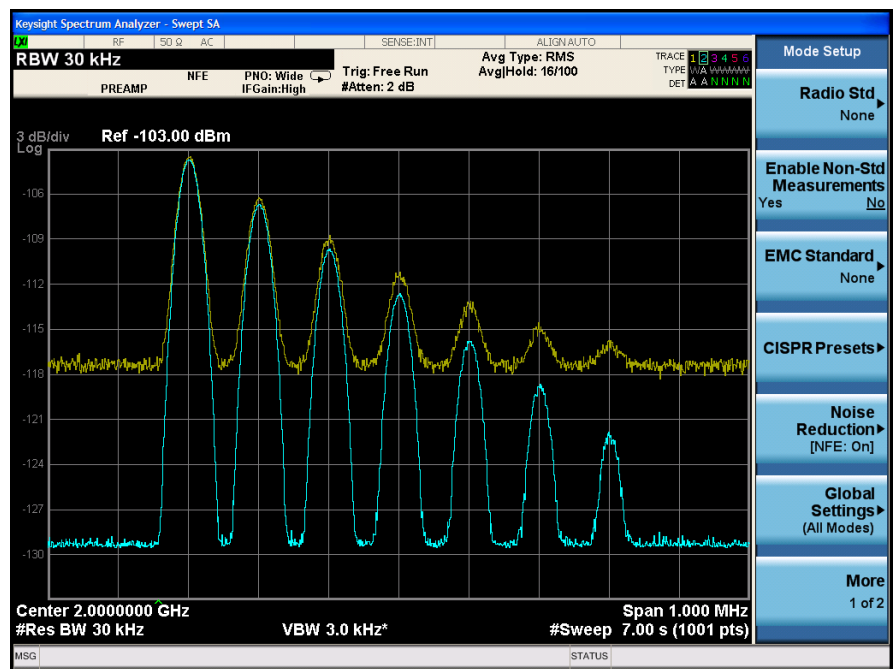 Keysight Spectrum Analyzer - Swept SA
LXI RF 50 Ω AC SENSE:INT ALIGN AUTO
RBW 30 kHz
NFE
PREAMP
PNO: Wide
IFGain:High
Trig: Free Run
#Atten: 2 dB
Avg Type: RMS
Avg|Hold: 16/100
TRACE 1 2 3 4 5 6
TYPE W A W W W W
DET A A N N N N
3 dB/div
Log
Ref -103.00 dBm
-106
-109
-112
-115
-118
-121
-124
-127
-130
Center 2.0000000 GHz
Span 1.000 MHz
#Res BW 30 kHz
VBW 3.0 kHz*
#Sweep 7.00 s (1001 pts)
MSG
STATUS
Mode Setup
Radio Std
None
Enable Non-Std
Measurements
Yes No
EMC Standard
None
CISPR Presets
Noise
Reduction
[NFE: On]
Global
Settings
(All Modes)
More
1 of 2